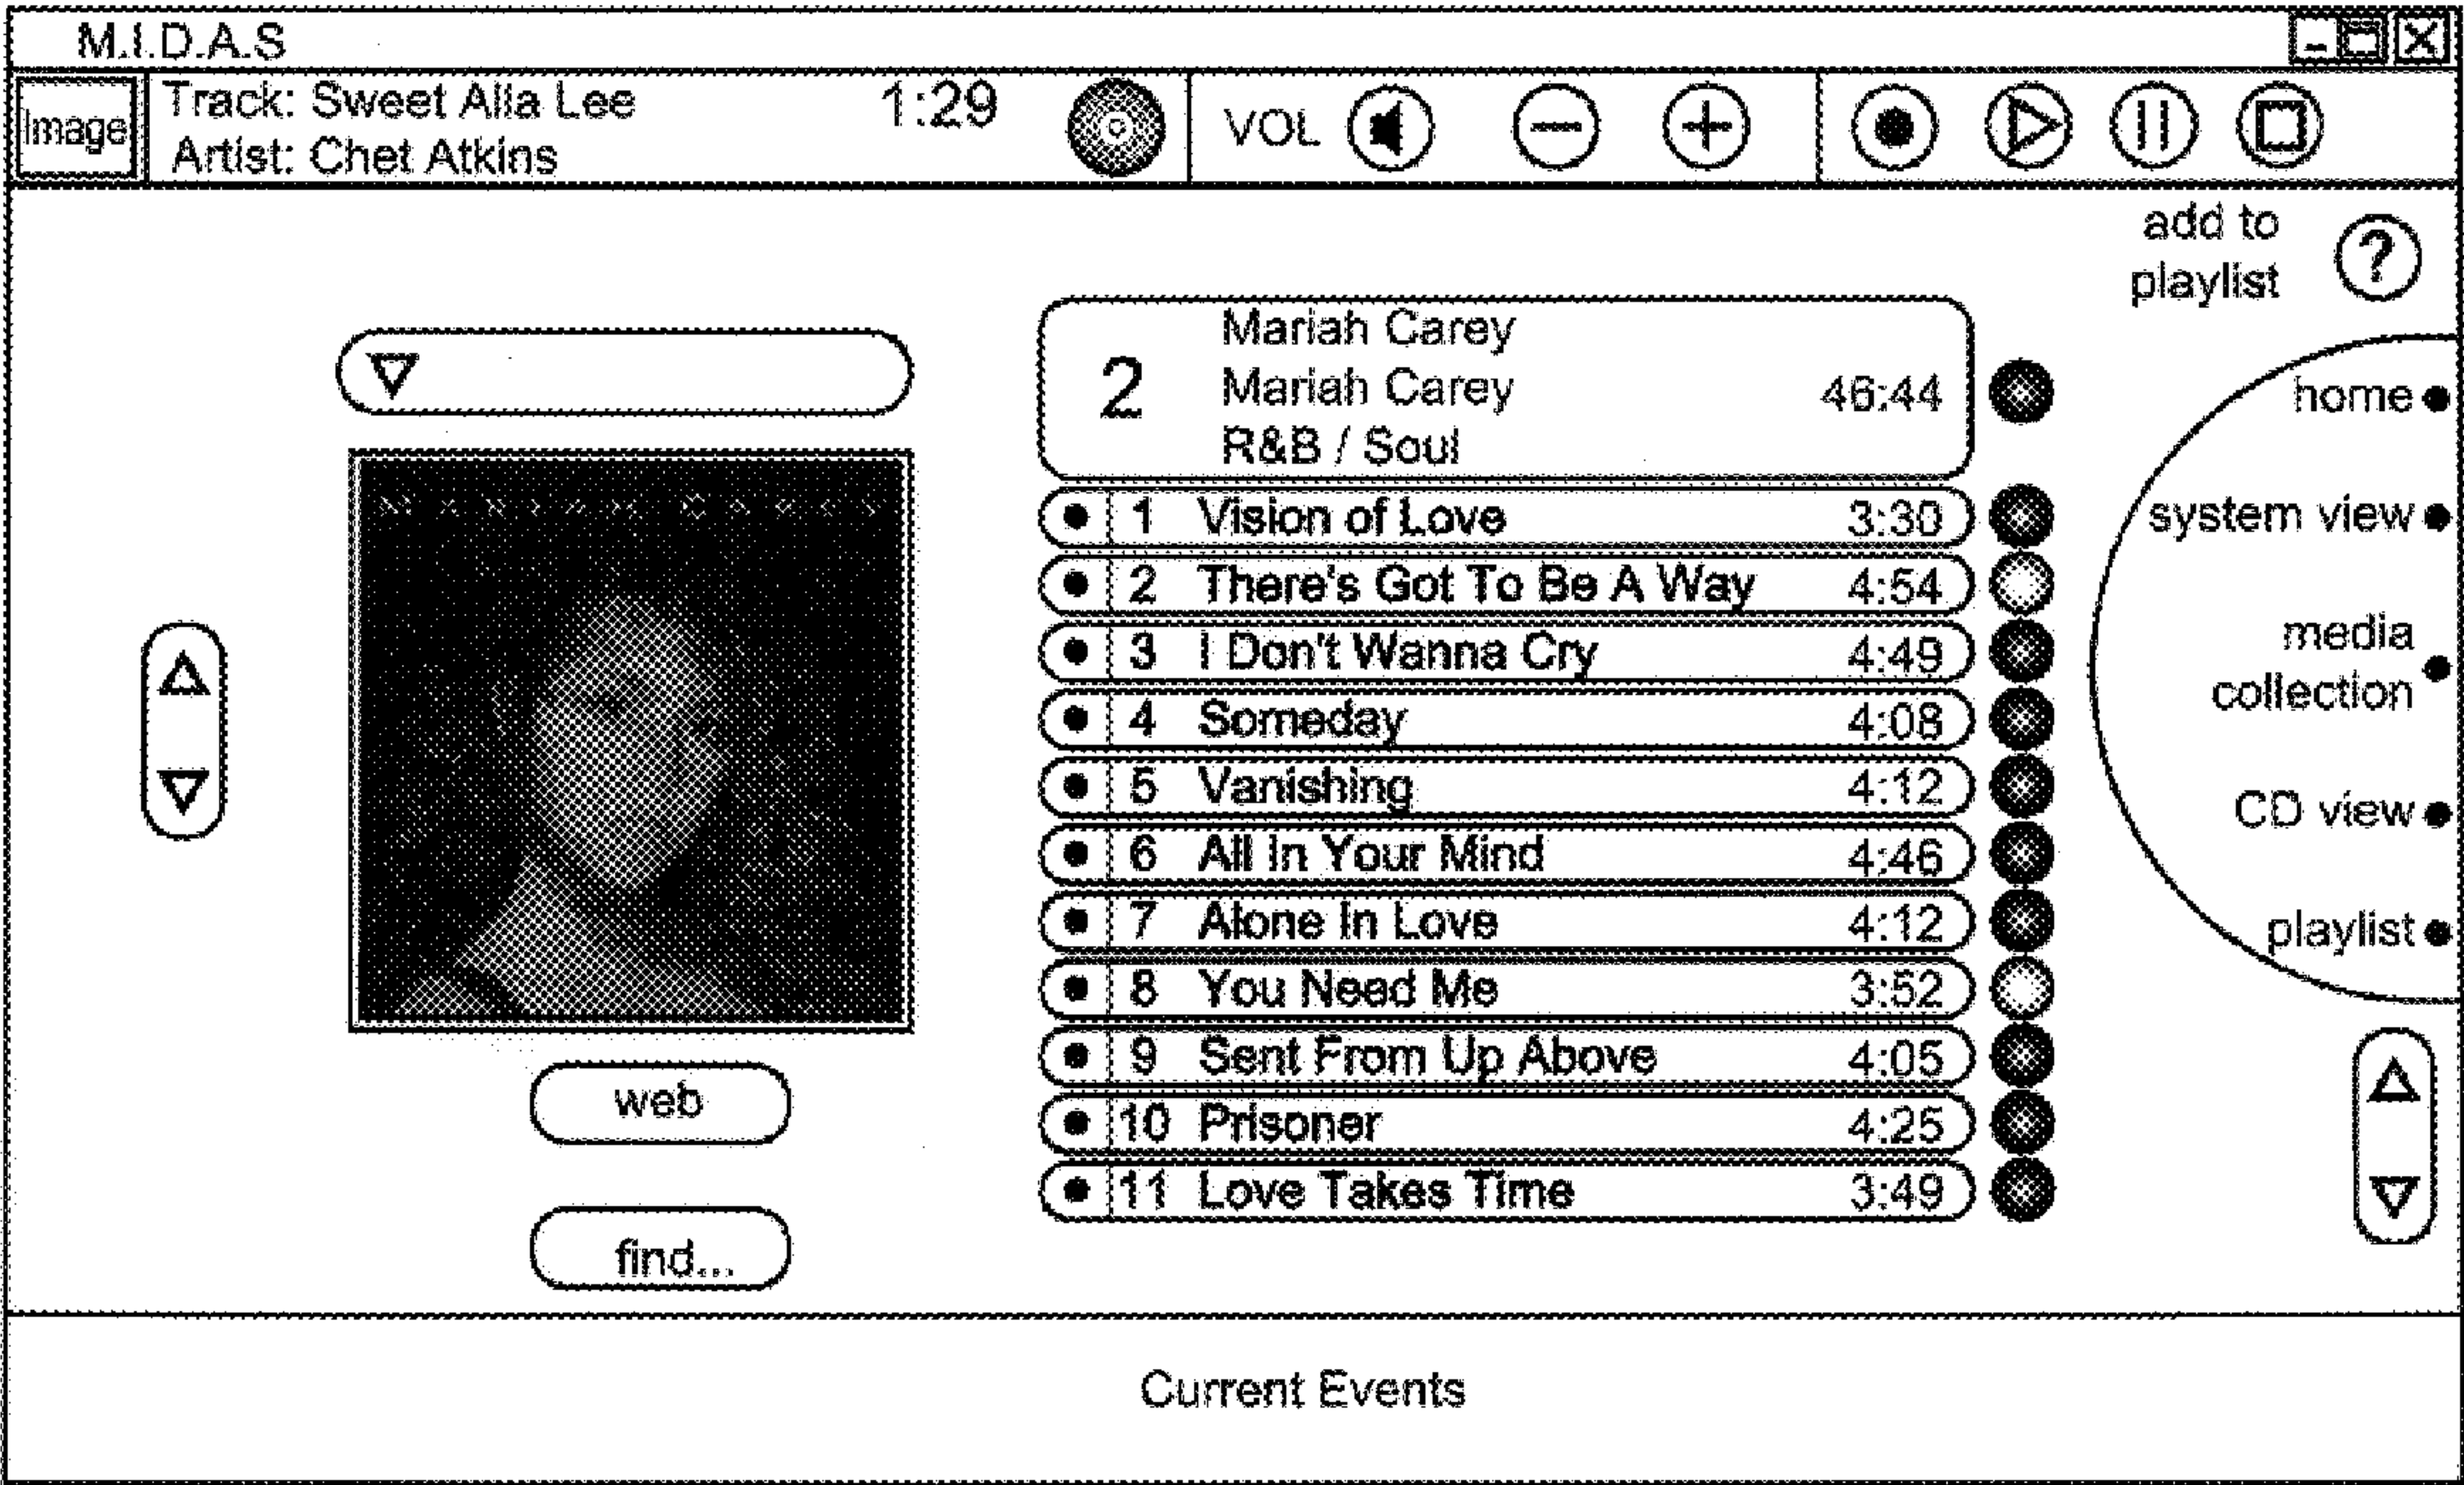 M.I.D.A.S
Image
Track: Sweet Alla Lee
1:29
Artist: Chet Atkins
VOL
add to
playlist
?
2
Mariah Carey
Mariah Carey
R&B / Soul
46:44
1 Vision of Love 3:30
2 There's Got To Be A Way 4:54
3 I Don't Wanna Cry 4:49
4 Someday 4:08
5 Vanishing 4:12
6 All In Your Mind 4:46
7 Alone In Love 4:12
8 You Need Me 3:52
9 Sent From Up Above 4:05
10 Prisoner 4:25
11 Love Takes Time 3:49
home
system view
media
collection
CD view
playlist
web
find...
Current Events